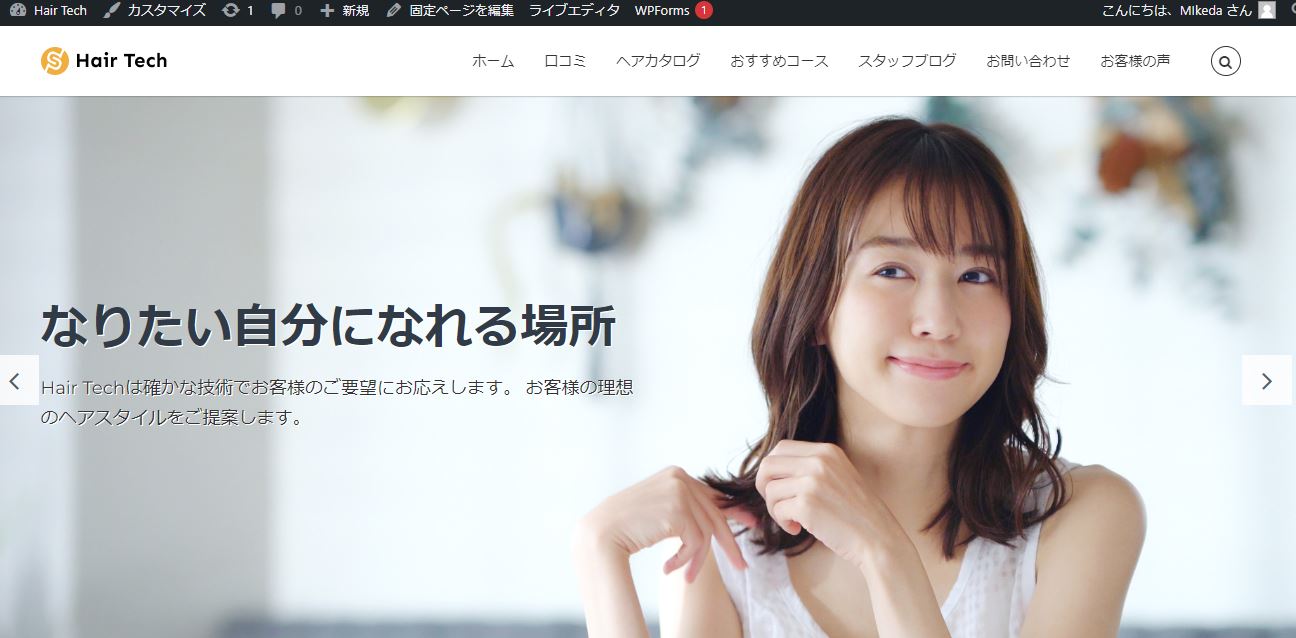 Hair Tech カスタマイズ 1 0 新規 固定ページを編集 ライブエディタ WPForms 1 こんにちは、MIkeda さん
Hair Tech ホーム 口コミ ヘアカタログ おすすめコース スタッフブログ お問い合わせ お客様の声
なりたい自分になれる場所
Hair Techは確かな技術でお客様のご要望にお応えします。 お客様の理想
のヘアスタイルをご提案します。